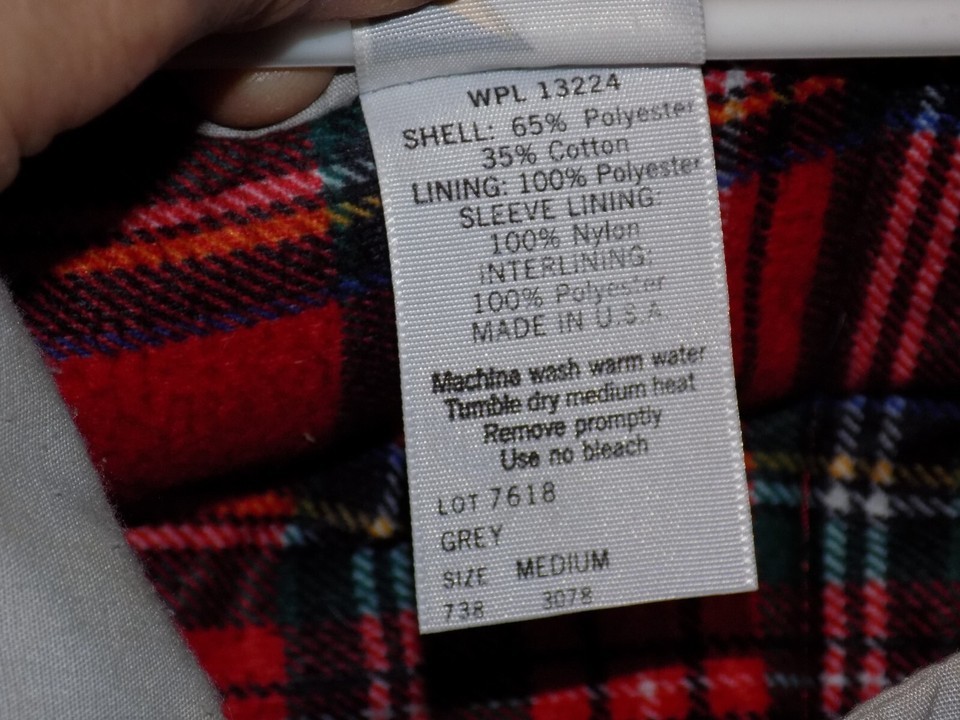 WPL 13224
SHELL: 65% Polyester
35% Cotton
LINING: 100% Polyester
SLEEVE LINING:
100% Nylon
INTERLINING:
100% Polyester
MADE IN U.S.A
Machine wash warm water
Tumble dry medium heat
Remove promptly
Use no bleach
LOT 7618
GREY
SIZE MEDIUM
738 3078